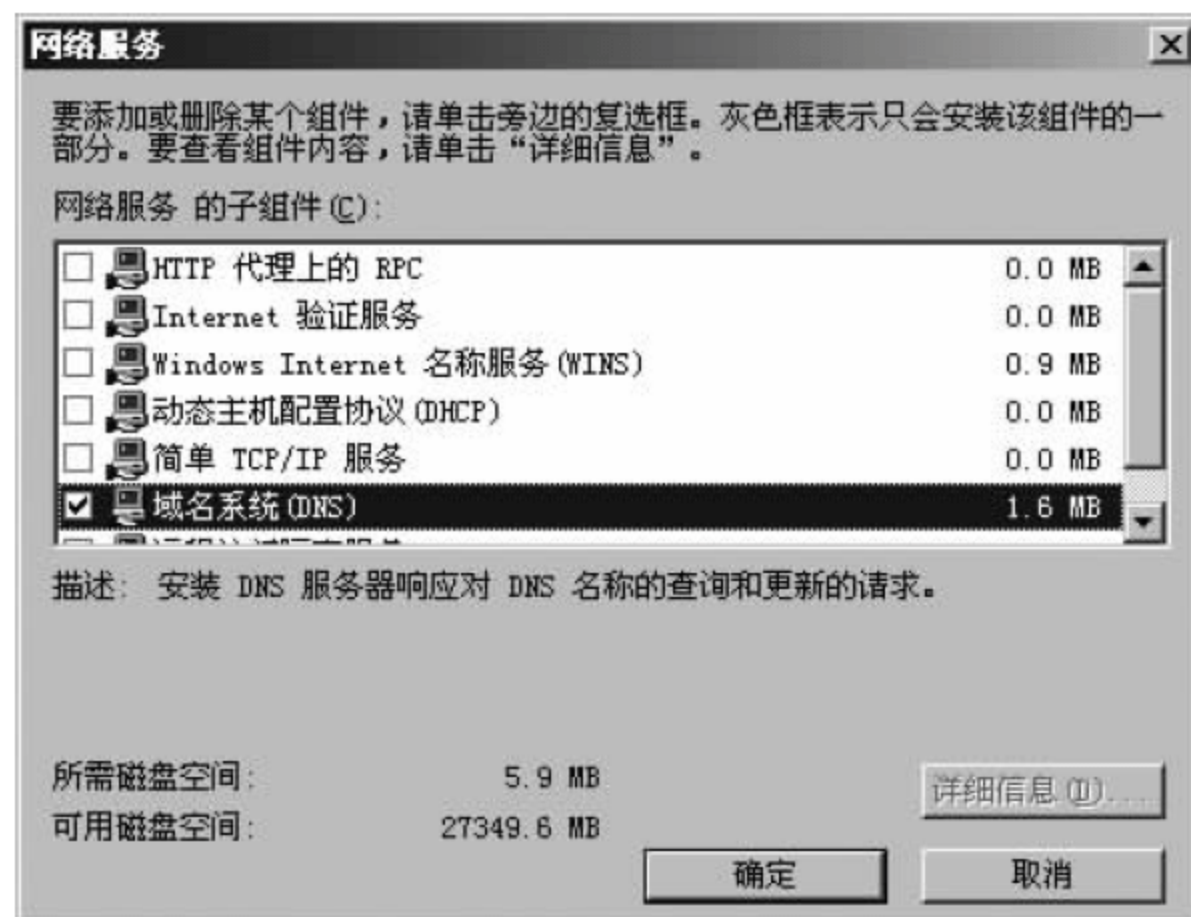 网络服务
要添加或删除某个组件，请单击旁边的复选框。灰色框表示只会安装该组件的一
部分。要查看组件内容，请单击“详细信息”。
网络服务 的子组件(C):
HTTP 代理上的 RPC 0.0 MB
Internet 验证服务 0.0 MB
Windows Internet 名称服务(WINS) 0.9 MB
动态主机配置协议(DHCP) 0.0 MB
简单 TCP/IP 服务 0.0 MB
域名系统(DNS) 1.6 MB
描述: 安装 DNS 服务器响应对 DNS 名称的查询和更新的请求。
所需磁盘空间: 5.9 MB
详细信息(D)...
可用磁盘空间: 27349.6 MB
确定 取消